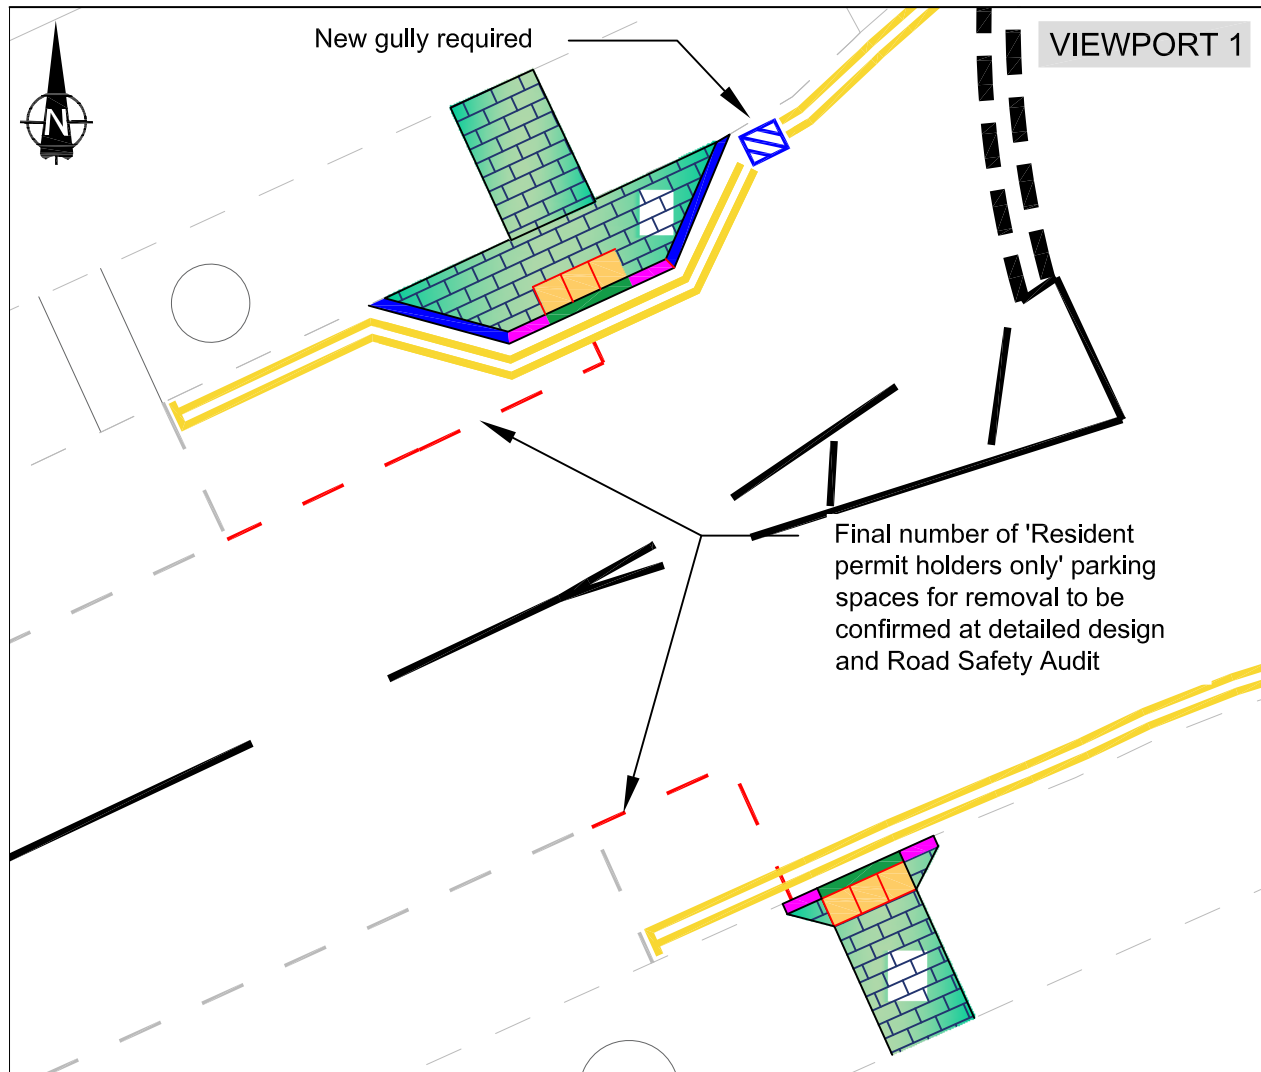 New gully required
VIEWPORT 1
N
Final number of 'Resident
permit holders only' parking
spaces for removal to be
confirmed at detailed design
and Road Safety Audit